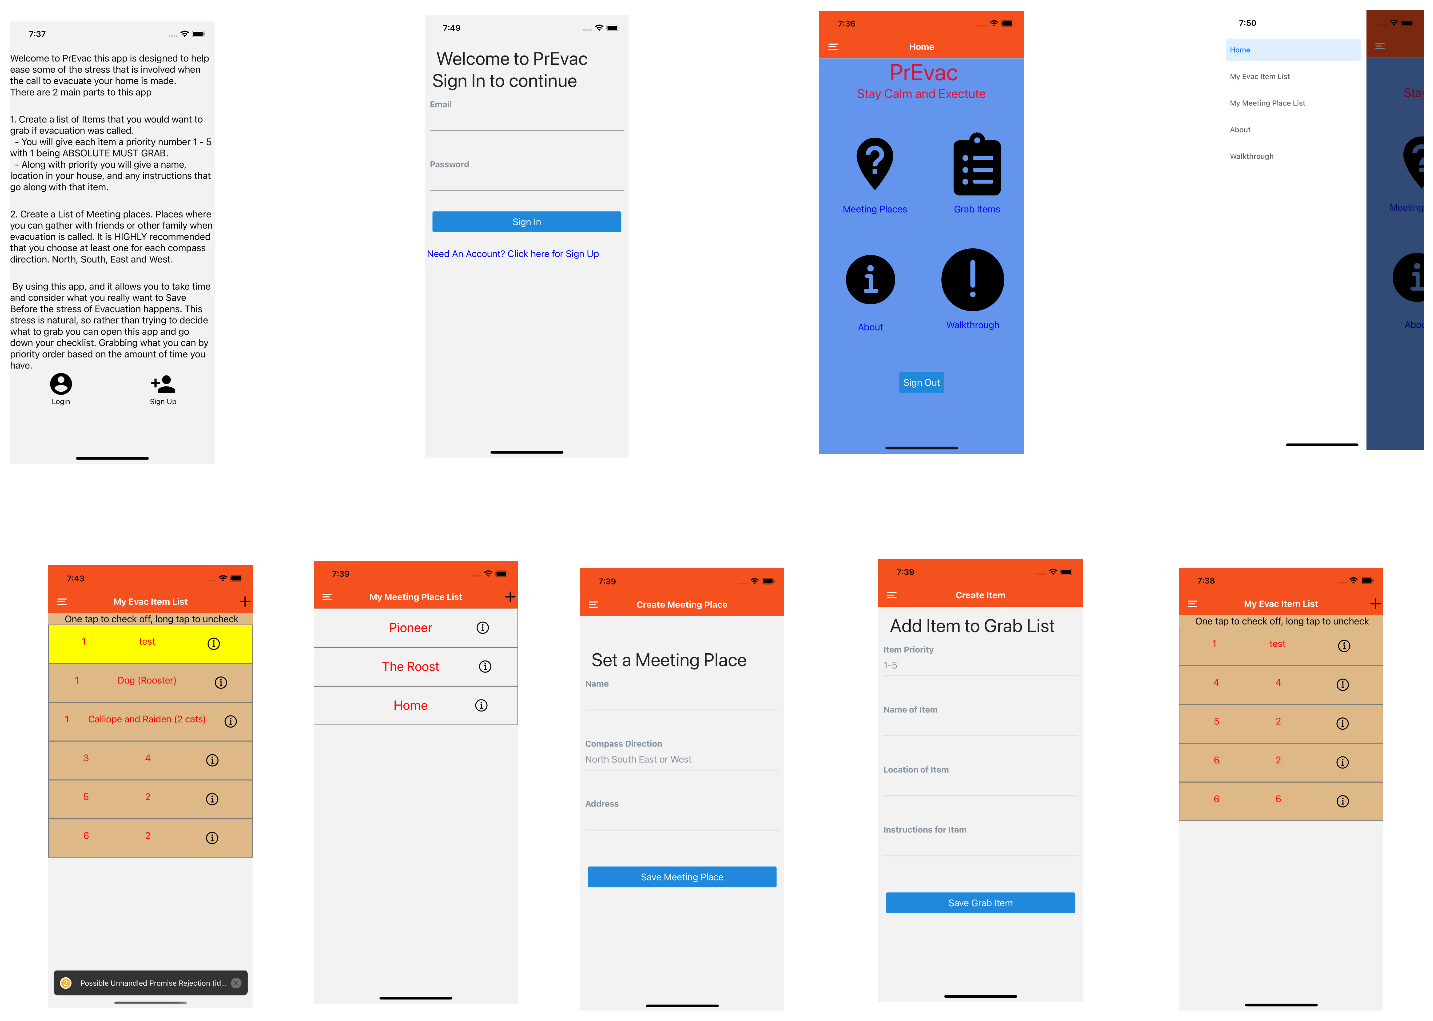 7:37
Welcome to PrEvac this app is designed to help
ease some of the stress that is involved when
the call to evacuate your home is made.
There are 2 main parts to this app
1. Create a list of Items that you would want to
grab if evacuation was called.
- You will give each item a priority number 1 - 5
with 1 being ABSOLUTE MUST GRAB.
- Along with priority you will give a name,
location in your house, and any instructions that
go along with that item.
2. Create a List of Meeting places. Places where
you can gather with friends or other family when
evacuation is called. It is HIGHLY recommended
that you choose at least one for each compass
direction. North, South, East and West.
By using this app, and it allows you to take time
and consider what you really want to Save
Before the stress of Evacuation happens. This
stress is natural, so rather than trying to decide
what to grab you can open this app and go
down your checklist. Grabbing what you can by
priority order based on the amount of time you
have.
Login
Sign Up
7:49
Welcome to PrEvac
Sign In to continue
Email
Password
Sign In
Need An Account? Click here for Sign Up
7:36
Home
PrEvac
Stay Calm and Exectute
Meeting Places
Grab Items
About
Walkthrough
Sign Out
7:50
Home
My Evac Item List
My Meeting Place List
About
Walkthrough
Sta
Meeting
Abou
7:43
My Evac Item List
One tap to check off, long tap to uncheck
1 test
1 Dog (Rooster)
1 Calliope and Raiden (2 cats)
3 4
5 2
6 2
2 Possible Unhandled Promise Rejection (id...
7:39
My Meeting Place List
Pioneer
The Roost
Home
7:39
Create Meeting Place
Set a Meeting Place
Name
Compass Direction
North South East or West
Address
Save Meeting Place
7:39
Create Item
Add Item to Grab List
Item Priority
1-5
Name of Item
Location of Item
Instructions for Item
Save Grab Item
7:38
My Evac Item List
One tap to check off, long tap to uncheck
1 test
4 4
5 2
6 2
6 6